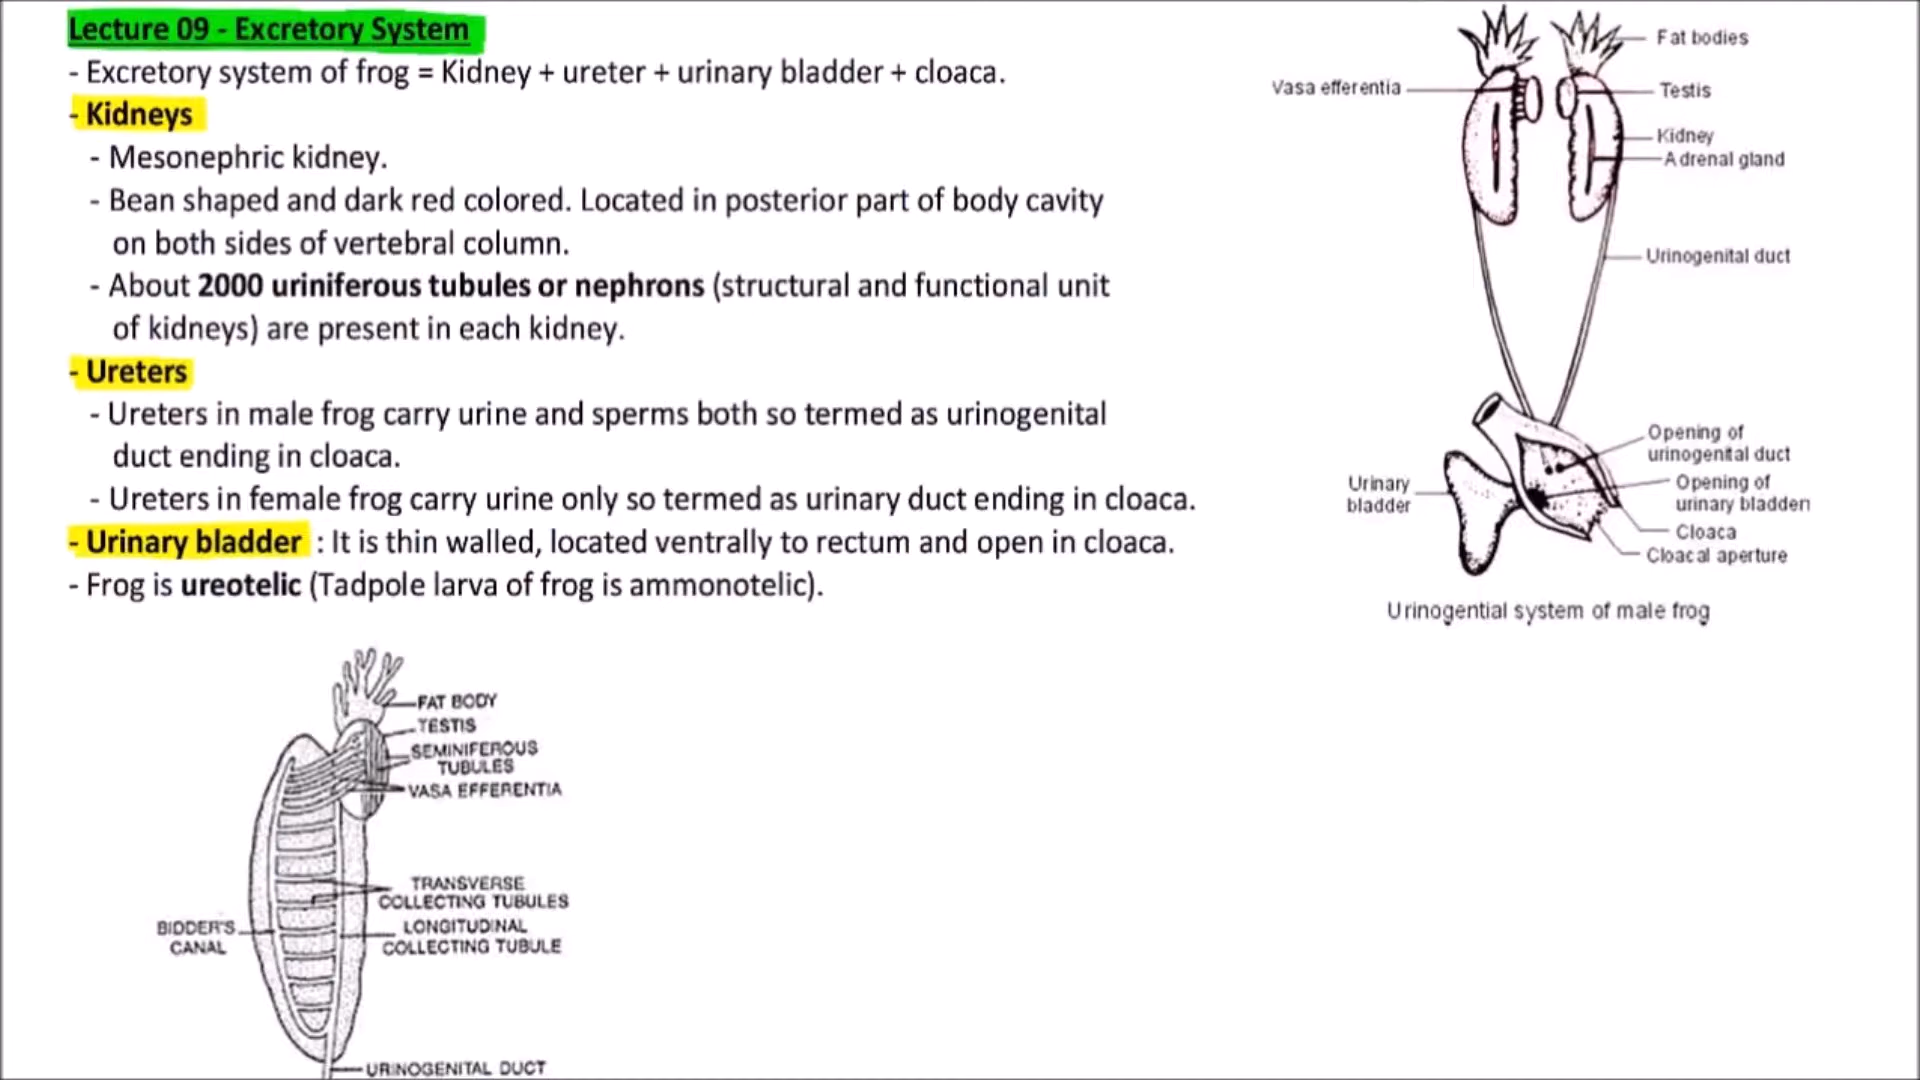 Lecture 09 - Excretory System
- Excretory system of frog = Kidney + ureter + urinary bladder + cloaca.
- Kidneys
- Mesonephric kidney.
- Bean shaped and dark red colored. Located in posterior part of body cavity
on both sides of vertebral column.
- About 2000 uriniferous tubules or nephrons (structural and functional unit
of kidneys) are present in each kidney.
- Ureters
- Ureters in male frog carry urine and sperms both so termed as urinogenital
duct ending in cloaca.
- Ureters in female frog carry urine only so termed as urinary duct ending in cloaca.
- Urinary bladder : It is thin walled, located ventrally to rectum and open in cloaca.
- Frog is ureotelic (Tadpole larva of frog is ammonotelic).
Fat bodies
Vasa efferentia
Testis
Kidney
Adrenal gland
Urinogenital duct
Opening of
urinogenital duct
Urinary
bladder
Opening of
urinary bladden
Cloaca
Cloacal aperture
Urinogential system of male frog
FAT BODY
TESTIS
SEMINIFEROUS
TUBULES
VASA EFFERENTIA
TRANSVERSE
COLLECTING TUBULES
BIDDER'S
CANAL
LONGITUDINAL
COLLECTING TUBULE
URINOGENITAL DUCT